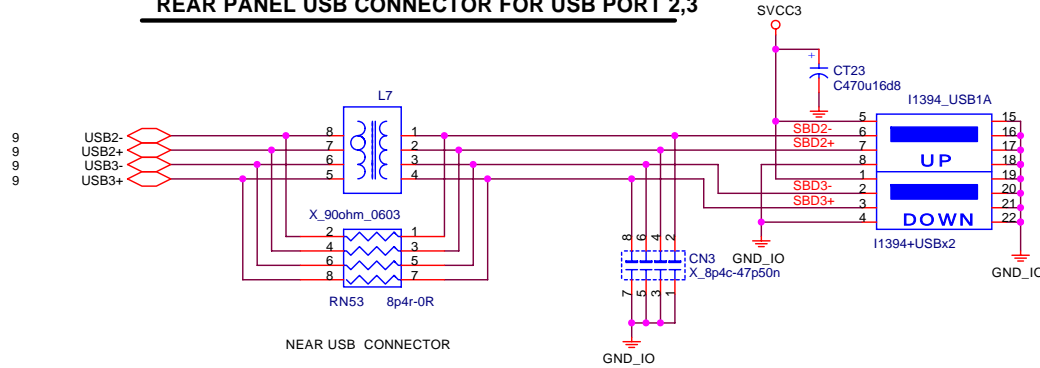 REAR PANEL USB CONNECTOR FOR USB PORT 2,3
SVCC3
+
CT23
C470u16d8
L7
I1394_USB1A
9 USB2- 8 1 SBD2- 5 15
9 USB2+ 7 2 SBD2+ 6 16
9 USB3- 6 3 7 17
9 USB3+ 5 4 8 UP 18
1 19
SBD3- 2 20
SBD3+ 3 21
4 DOWN 22
X_90ohm_0603
2 1
4 3
6 5
8 7
RN53 8p4r-0R
8 6 4 2
CN3
X_8p4c-47p50n
7 5 3 1
GND_IO
I1394+USBx2
GND_IO
GND_IO
NEAR USB CONNECTOR